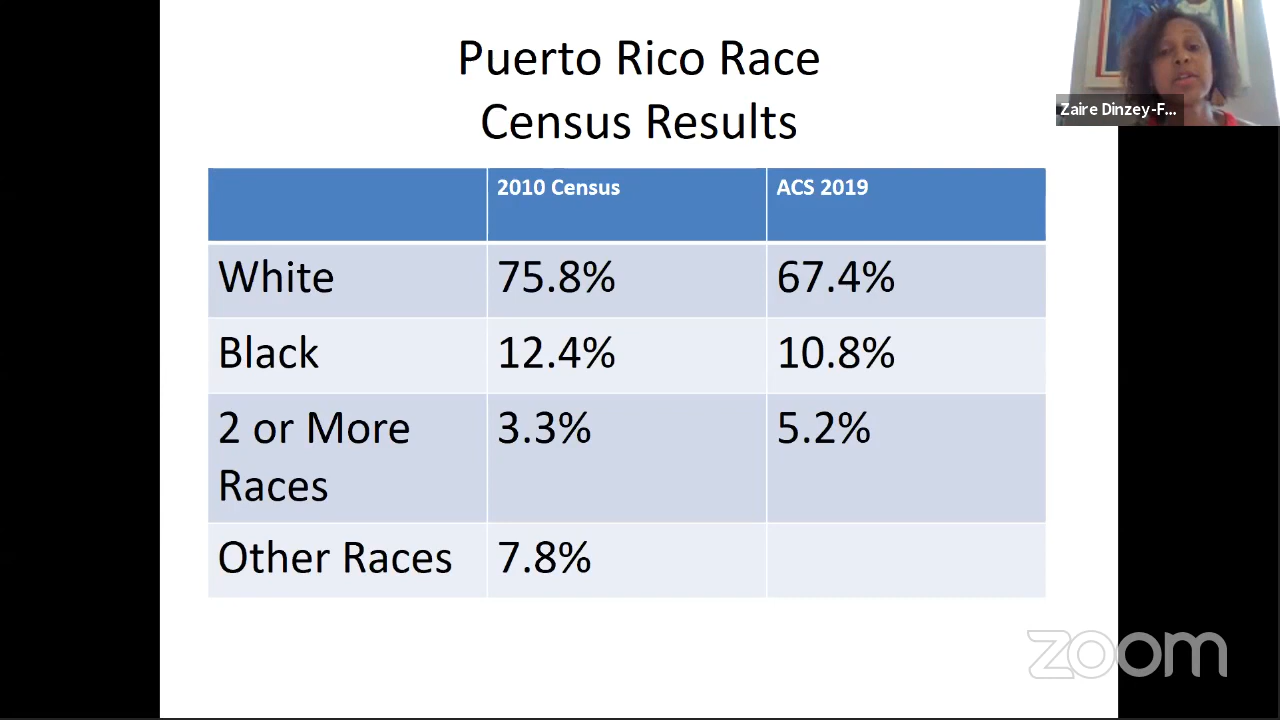 Puerto Rico Race
Census Results
Zaire Dinzey-F...
2010 Census ACS 2019
White 75.8% 67.4%
Black 12.4% 10.8%
2 or More 3.3% 5.2%
Races
Other Races 7.8%
zoom